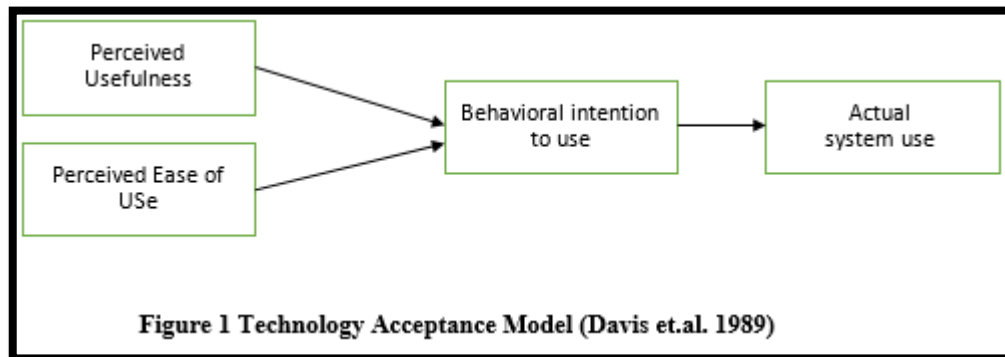 Perceived
Usefulness
Perceived Ease of
USe
Behavioral intention
to use
Actual
system use
Figure 1 Technology Acceptance Model (Davis et.al. 1989)